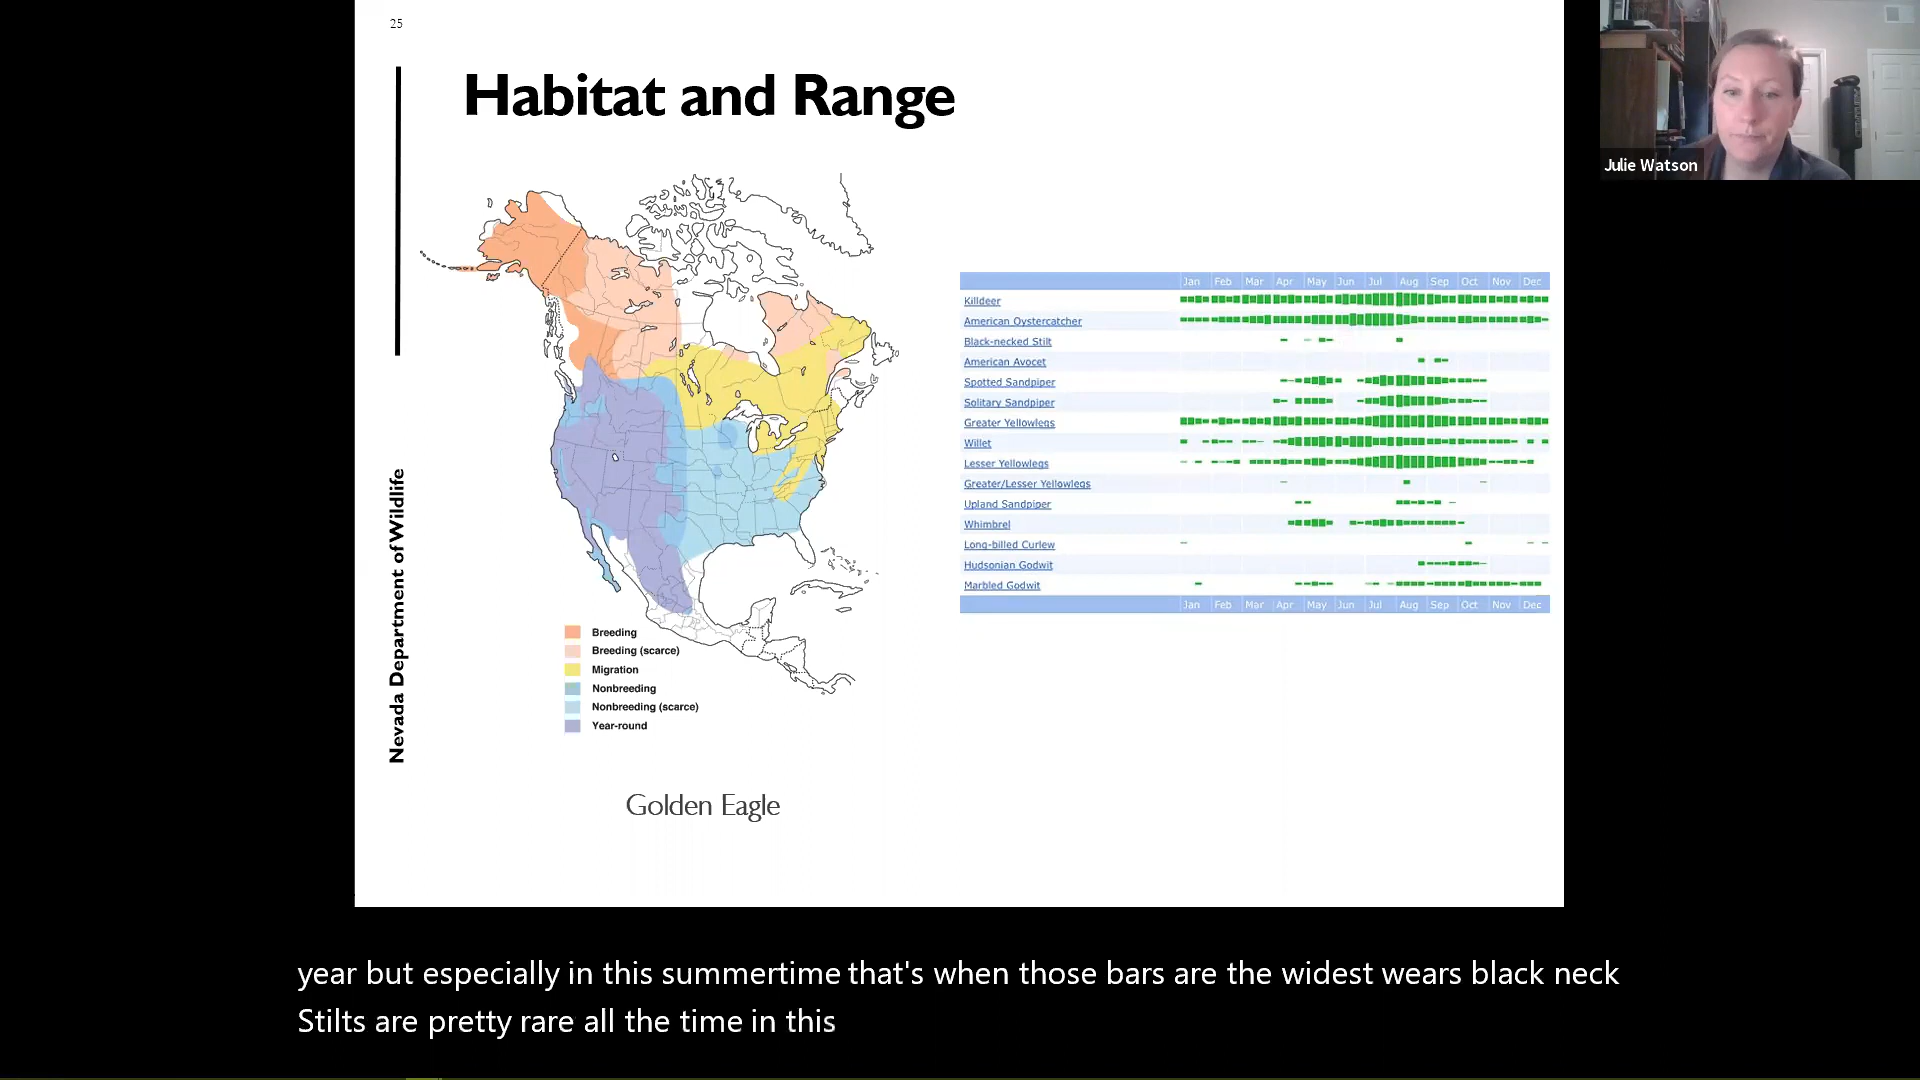 25
Habitat and Range
Julie Watson
Nevada Department of Wildlife
Jan Feb Mar Apr May Jun Jul Aug Sep Oct Nov Dec
Killdeer
American Oystercatcher
Black-necked Stilt
American Avocet
Spotted Sandpiper
Solitary Sandpiper
Greater Yellowlegs
Willet
Lesser Yellowlegs
Greater/Lesser Yellowlegs
Upland Sandpiper
Whimbrel
Long-billed Curlew
Hudsonian Godwit
Marbled Godwit
Jan Feb Mar Apr May Jun Jul Aug Sep Oct Nov Dec
Breeding
Breeding (scarce)
Migration
Nonbreeding
Nonbreeding (scarce)
Year-round
Golden Eagle
year but especially in this summertime that's when those bars are the widest wears black neck
Stilts are pretty rare all the time in this